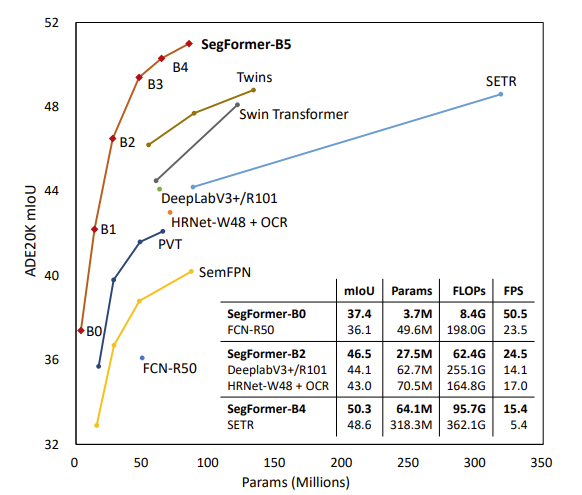 52
48
44
40
36
32
ADE20K mIoU
SegFormer-B5
B4
B3
B2
B1
B0
Twins
Swin Transformer
SETR
DeepLabV3+/R101
HRNet-W48 + OCR
PVT
SemFPN
FCN-R50
mIoU Params FLOPs FPS
SegFormer-B0 37.4 3.7M 8.4G 50.5
FCN-R50 36.1 49.6M 198.0G 23.5
SegFormer-B2 46.5 27.5M 62.4G 24.5
DeeplabV3+/R101 44.1 62.7M 255.1G 14.1
HRNet-W48 + OCR 43.0 70.5M 164.8G 17.0
SegFormer-B4 50.3 64.1M 95.7G 15.4
SETR 48.6 318.3M 362.1G 5.4
0 50 100 150 200 250 300 350
Params (Millions)